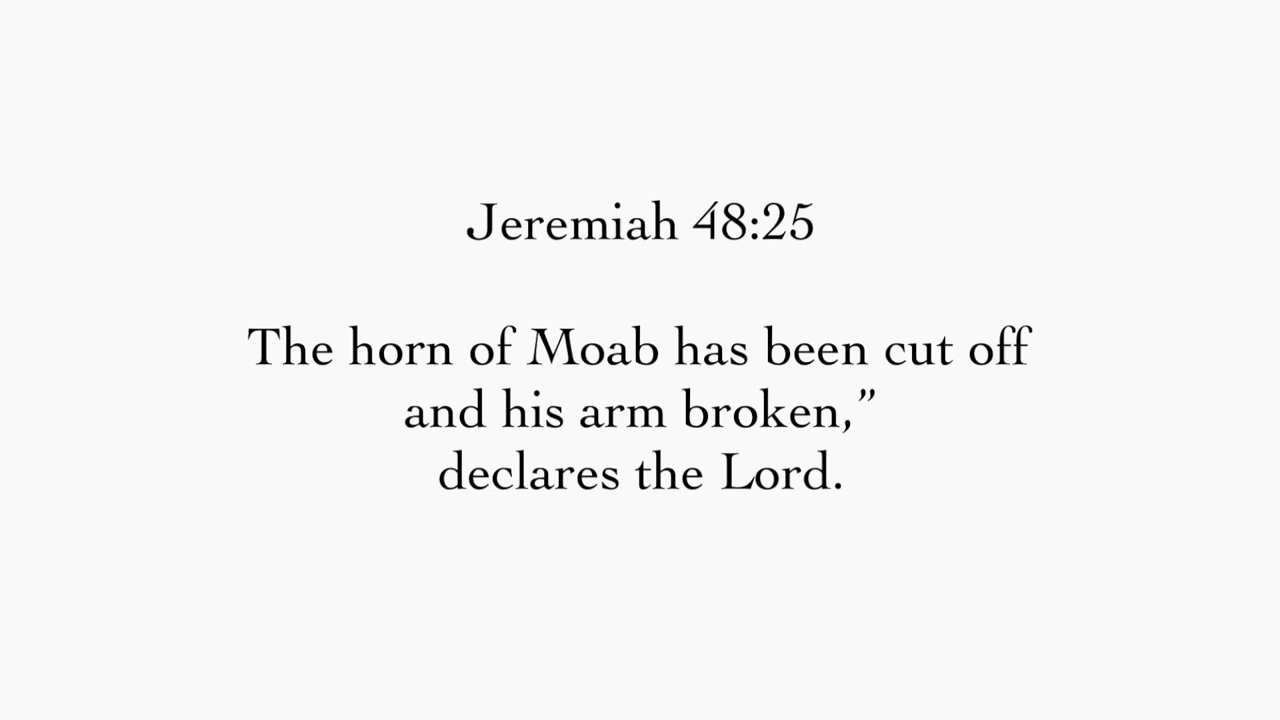 Jeremiah 48:25
The horn of Moab has been cut off
and his arm broken,”
declares the Lord.